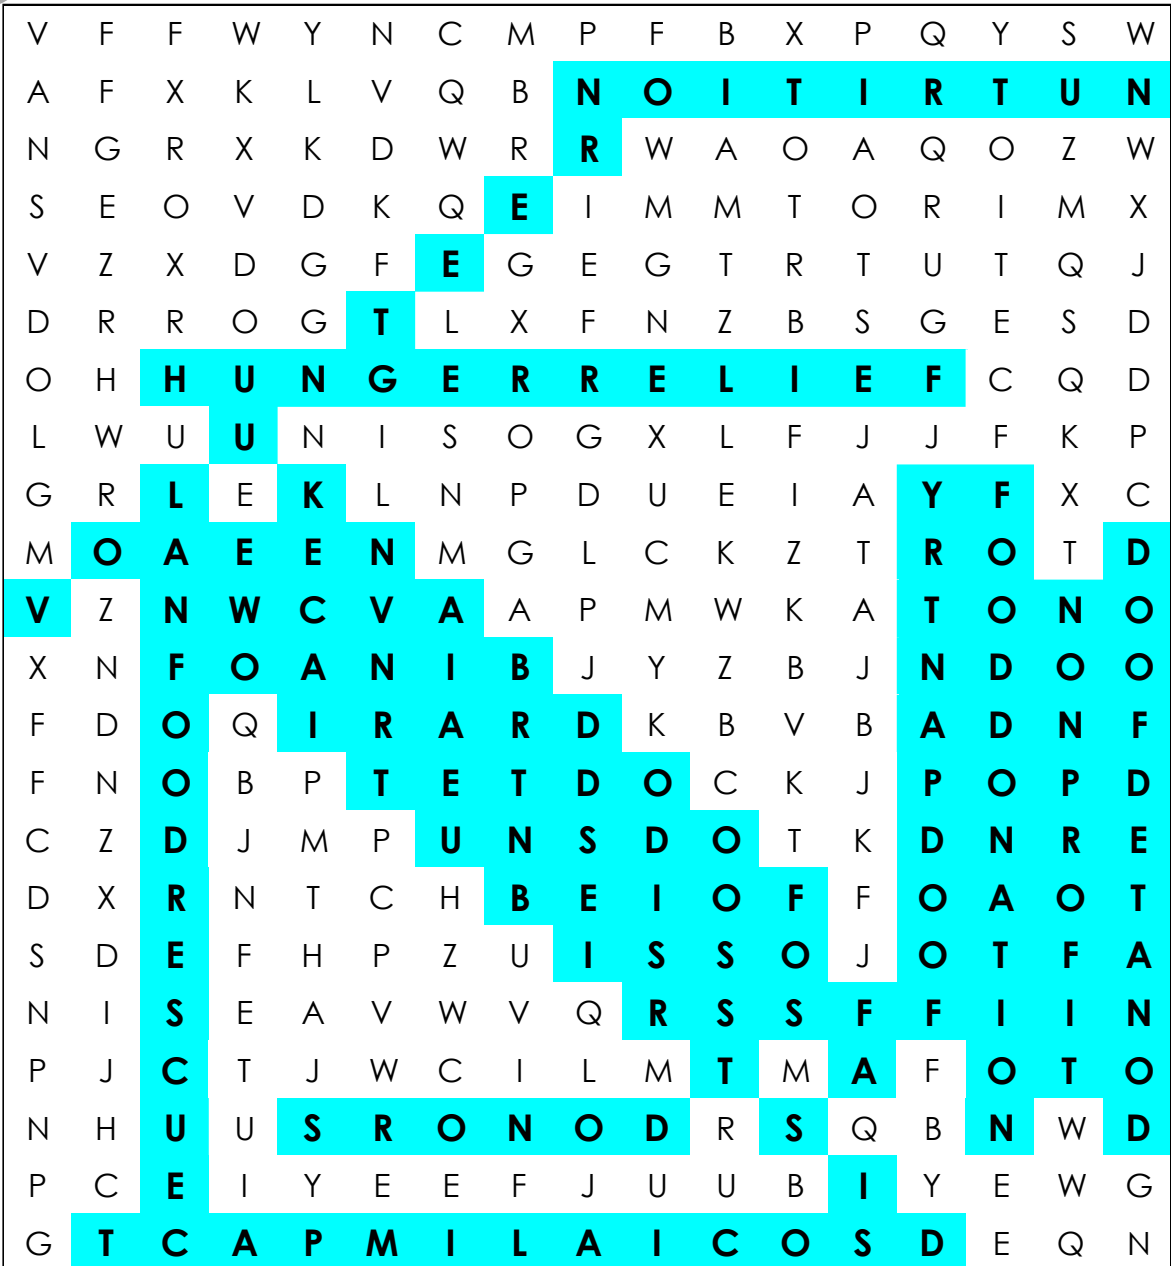 V F F W Y N C M P F B X P Q Y S W
A F X K L V Q B N O I T I R T U N
N G R X K D W R R W A O A Q O Z W
S E O V D K Q E I M M T O R I M X
V Z X D G F E G E G T R T U T Q J
D R R O G T L X F N Z B S G E S D
O H H U N G E R R E L I E F C Q D
L W U U N I S O G X L F J J F K P
G R L E K L N P D U E I A Y F X C
M O A E E N M G L C K Z T R O T D
V Z N W C V A A P M W K A T O N O
X N F O A N I B J Y Z B J N D O O
F D O Q I R A R D K B V B A D N F
F N O B P T E T D O C K J P O P D
C Z D J M P U N S D O T K D N R E
D X R N T C H B E I O F F O A O T
S D E F H P Z U I S S O J O T F A
N I S E A V W V Q R S S F F I I N
P J C T J W C I L M T M A F O T O
N H U U S R O N O D R S Q B N W D
P C E I Y E E F J U U B I Y E W G
G T C A P M I L A I C O S D E Q N